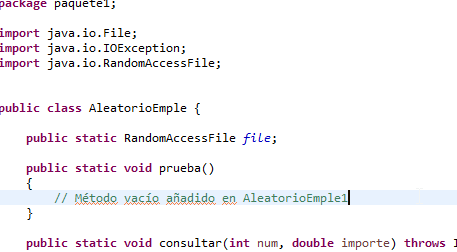 package paquete1;
import java.io.File;
import java.io.IOException;
import java.io.RandomAccessFile;
public class AleatorioEmple {
public static RandomAccessFile file;
public static void prueba()
{
// Método vacío añadido en AleatorioEmple1
}
public static void consultar(int num, double importe) throws